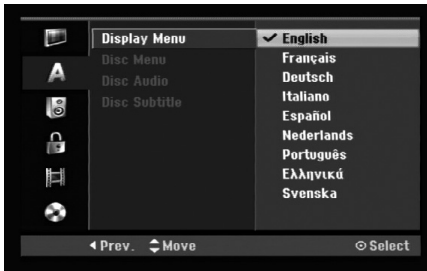 Display Menu
Disc Menu
Disc Audio
Disc Subtitle
✓ English
Français
Deutsch
Italiano
Español
Nederlands
Português
Ελληνικά
Svenska
A
◀ Prev. Move Select